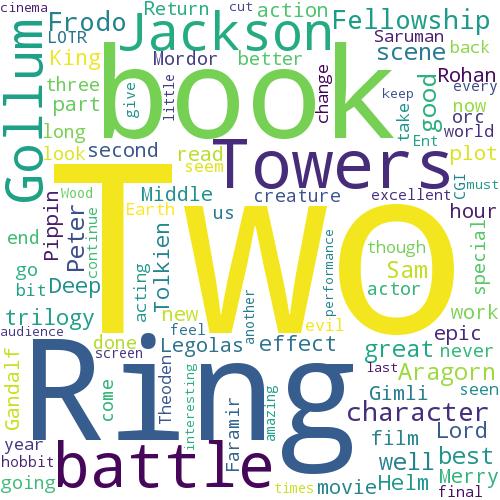 cinema
Return
cut
action
Fellowship
Frodo
LOTR
Jackson
Saruman
King
Mordor
better
scene
back
three
part
book
give
little
change
take
good
keep
Rohan
every
now
orc
world
Ent
long
look
second
read
seem
Towers
plot
CGI
must
Gollum
Two
Wood
continue
Pippin
Peter
Middle
Earth
creature
excellent
us
hour
end
go
bit
Deep
acting
Tolkien
new
though
Sam
actor
special
performance
work
trilogy
done
feel
another
evil
epic
audience
screen
Legolas
effect
great
never
last
Aragorn
seen
Gandalf
Ring
come
Theoden
interesting
Faramir
amazing
Gimli
character
year
hobbit
going
battle
film
Lord
well
best
times
movie
Helm
Merry
final